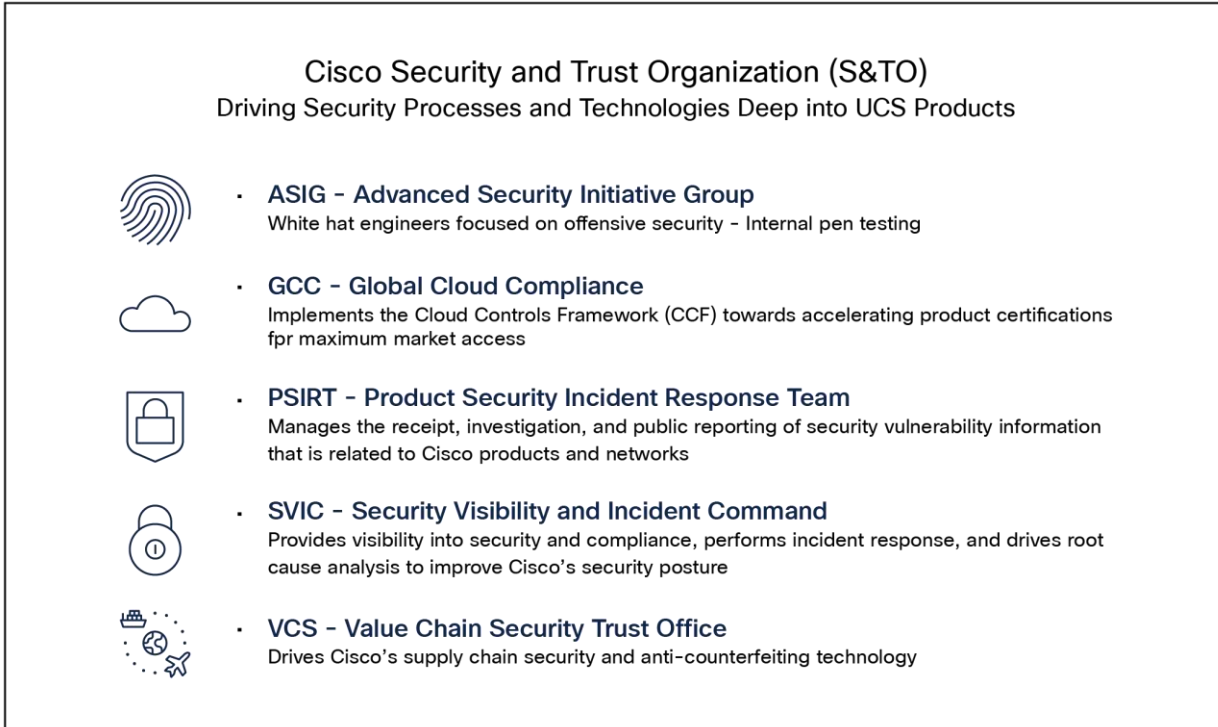 Cisco Security and Trust Organization (S&TO)
Driving Security Processes and Technologies Deep into UCS Products
· ASIG - Advanced Security Initiative Group
White hat engineers focused on offensive security - Internal pen testing
· GCC - Global Cloud Compliance
Implements the Cloud Controls Framework (CCF) towards accelerating product certifications
fpr maximum market access
· PSIRT - Product Security Incident Response Team
Manages the receipt, investigation, and public reporting of security vulnerability information
that is related to Cisco products and networks
· SVIC - Security Visibility and Incident Command
Provides visibility into security and compliance, performs incident response, and drives root
cause analysis to improve Cisco’s security posture
· VCS - Value Chain Security Trust Office
Drives Cisco’s supply chain security and anti-counterfeiting technology